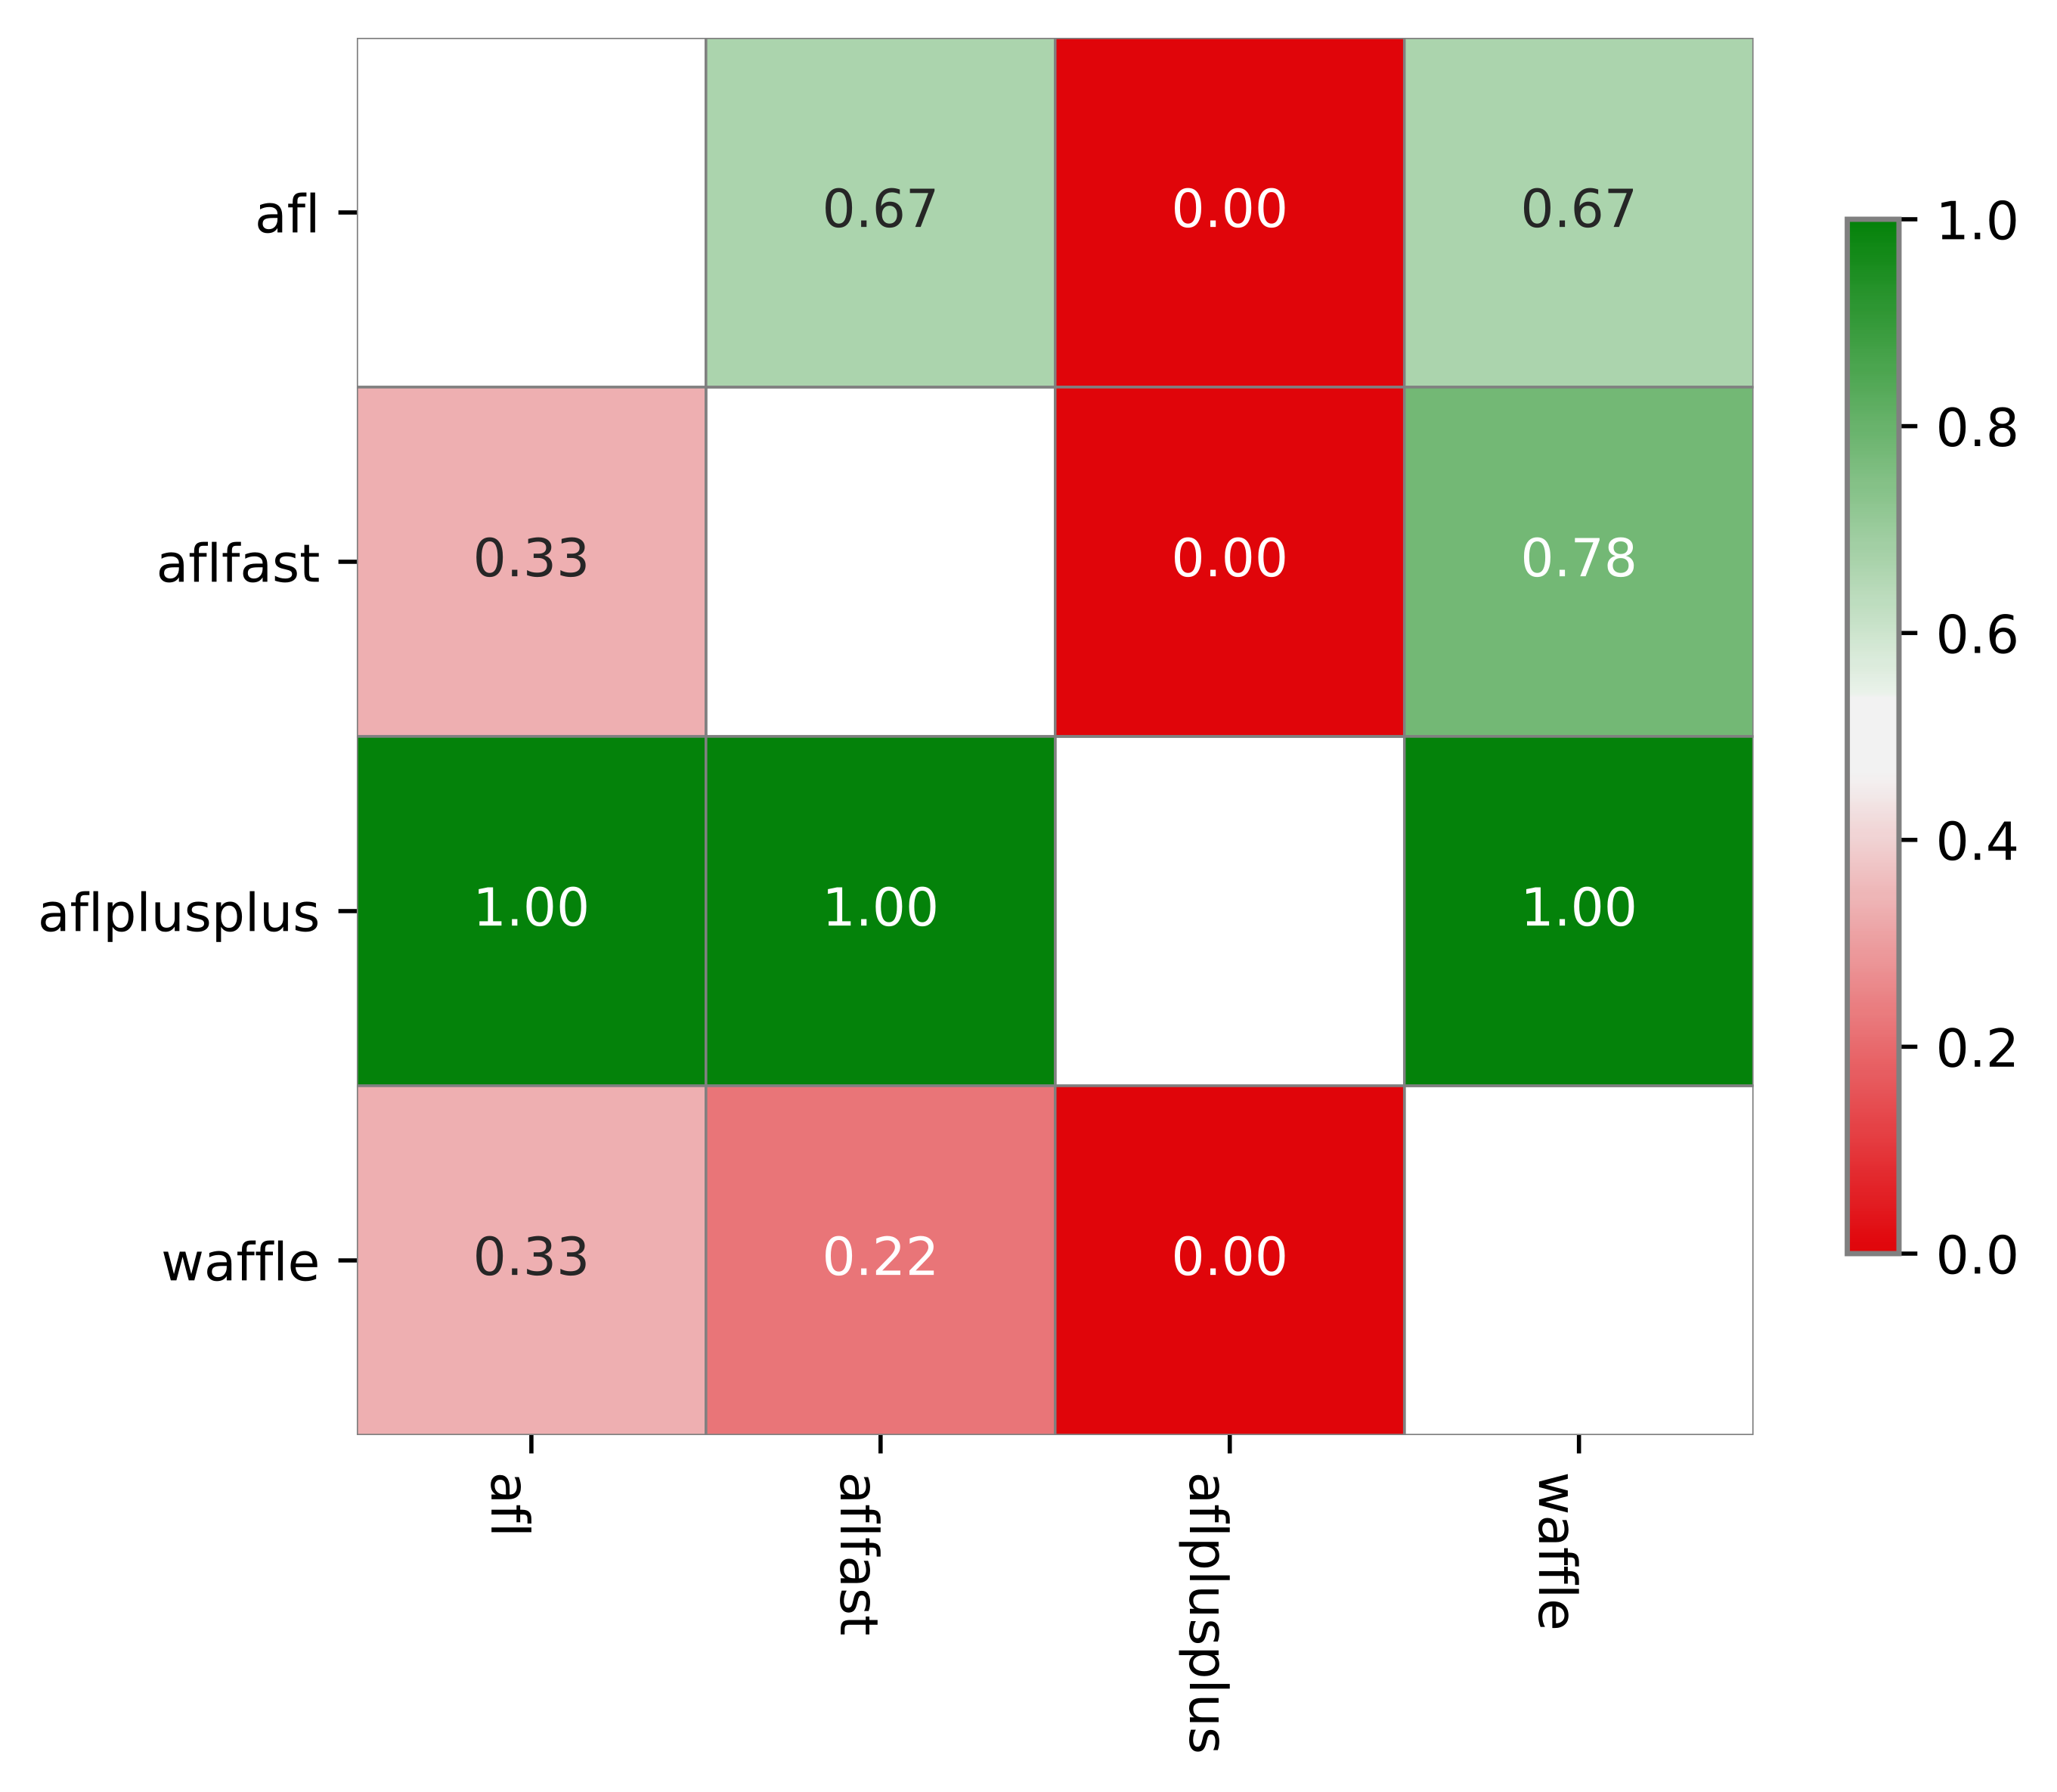 afl 0.67 0.00 0.67
aflfast 0.33 0.00 0.78
aflplusplus 1.00 1.00 1.00
waffle 0.33 0.22 0.00
afl
aflfast
aflplusplus
waffle
1.0
0.8
0.6
0.4
0.2
0.0